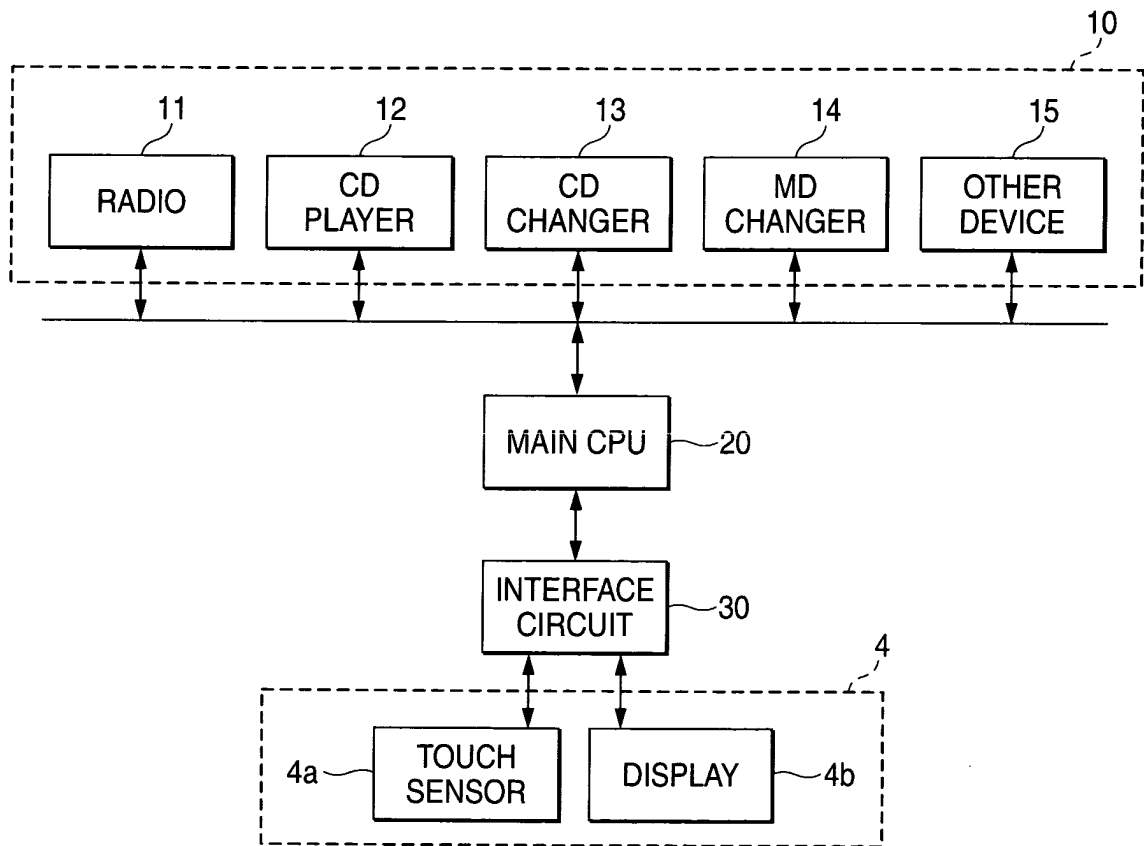 10
11
12
13
14
15
RADIO
CD
PLAYER
CD
CHANGER
MD
CHANGER
OTHER
DEVICE
MAIN CPU
20
INTERFACE
CIRCUIT
30
4
4a
TOUCH
SENSOR
DISPLAY
4b